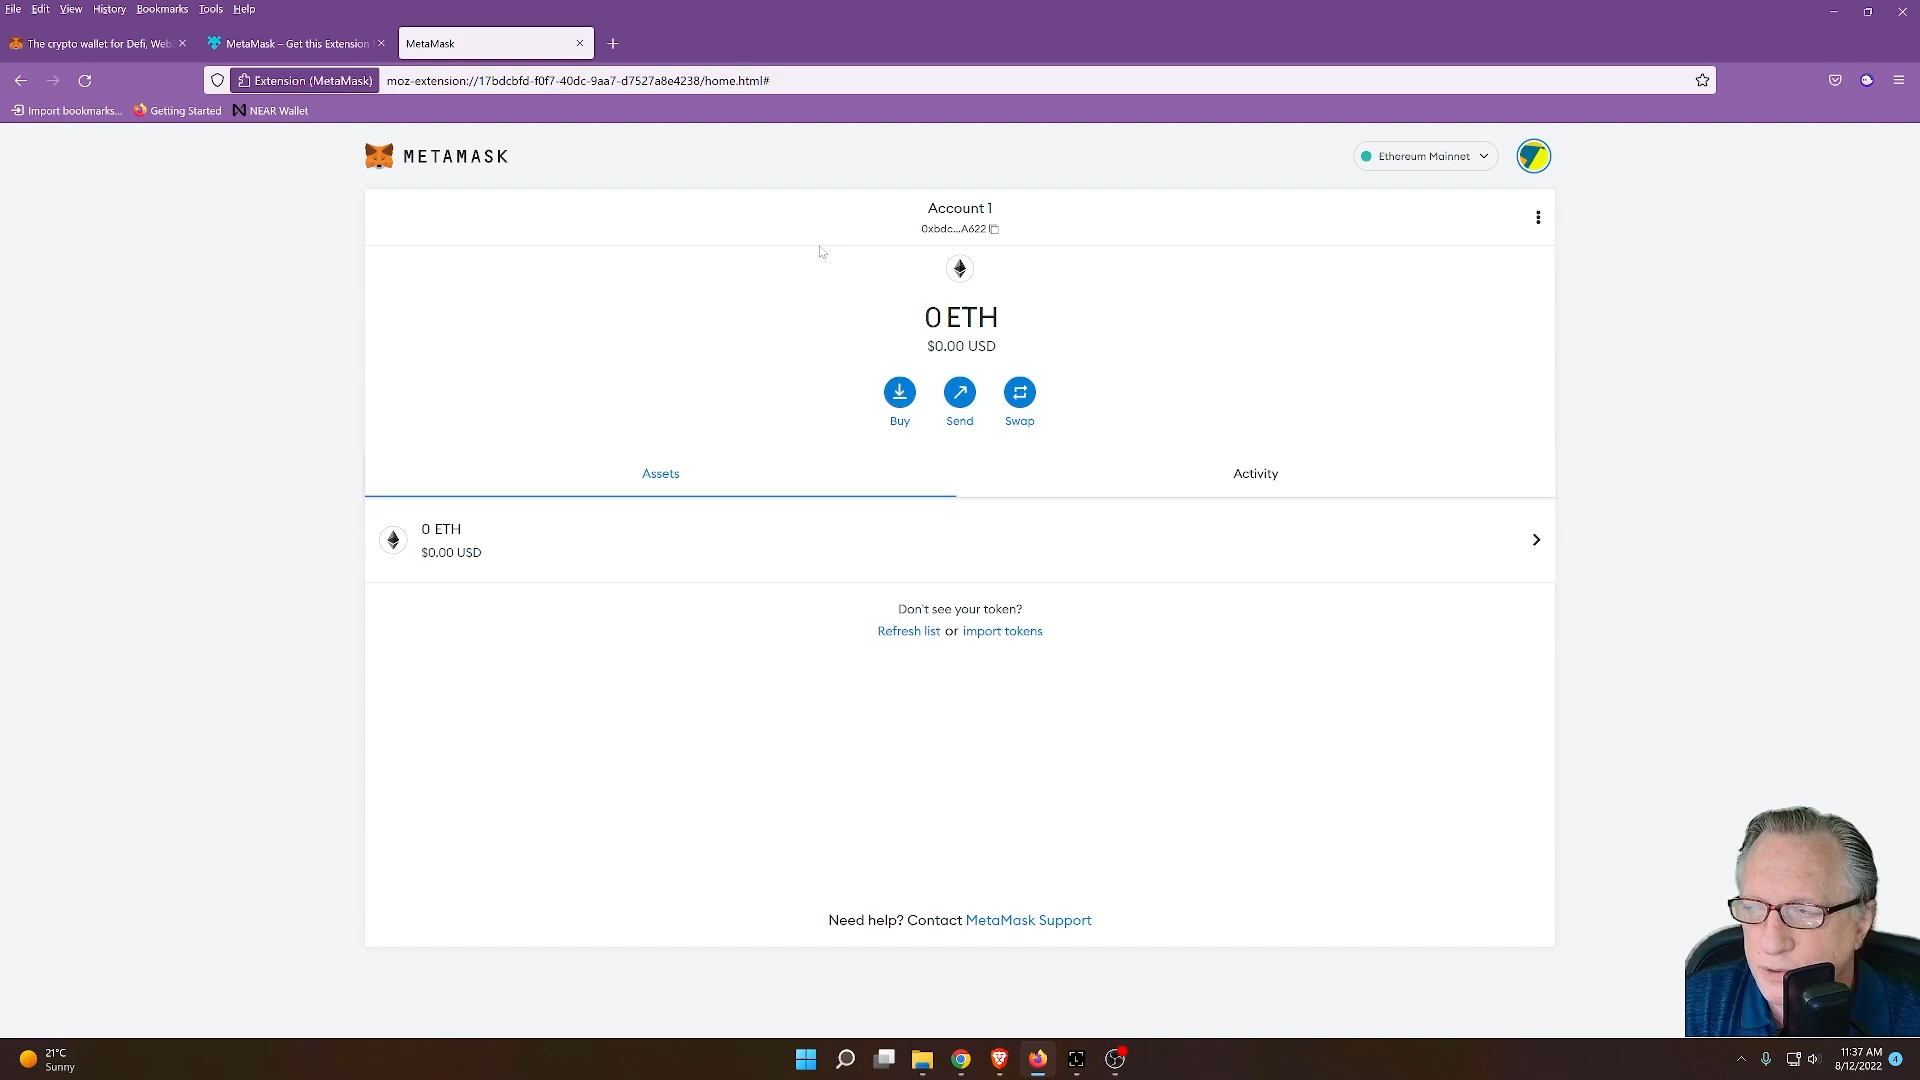 File Edit View History Bookmarks Tools Help
The crypto wallet for Defi, Web3
MetaMask – Get this Extension
MetaMask
Extension (MetaMask) moz-extension://17bdcbfd-f0f7-40dc-9aa7-d7527a8e4238/home.html#
Import bookmarks... Getting Started NEAR Wallet
METAMASK
Ethereum Mainnet
Account 1
0xbdc...A622
0 ETH
$0.00 USD
Buy Send Swap
Assets Activity
0 ETH
$0.00 USD
Don't see your token?
Refresh list or import tokens
Need help? Contact MetaMask Support
21°C
Sunny
11:37 AM
8/12/2022
4